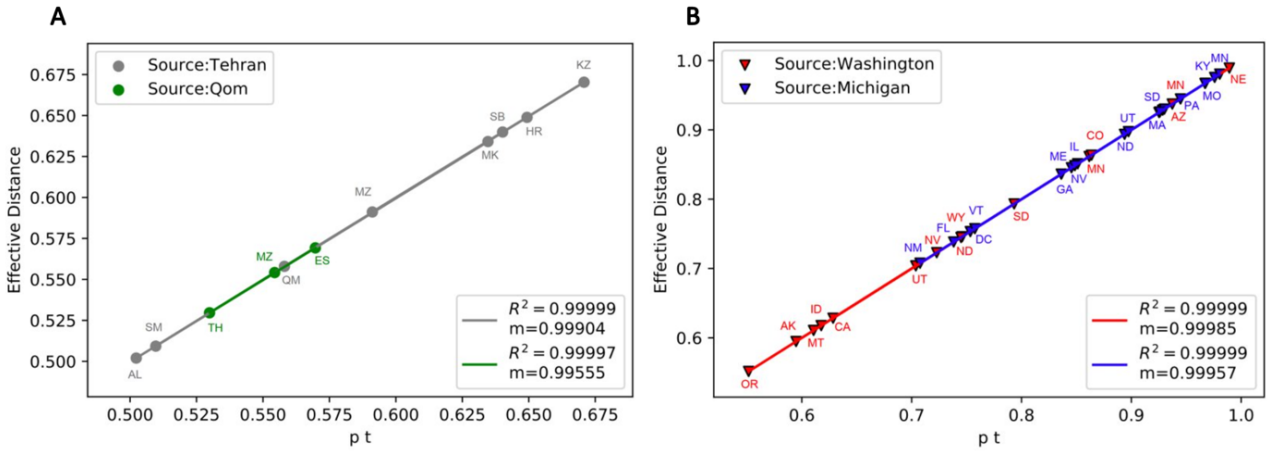 A
Source:Tehran
Source:Qom
Effective Distance
0.675
0.650
0.625
0.600
0.575
0.550
0.525
0.500
KZ
SB
HR
MK
MZ
MZ
ES
QM
TH
SM
AL
R² = 0.99999
m=0.99904
R² = 0.99997
m=0.99555
0.500 0.525 0.550 0.575 0.600 0.625 0.650 0.675
p t
B
Source:Washington
Source:Michigan
Effective Distance
1.0
0.9
0.8
0.7
0.6
KY MN
NE
MO
MN
SD
PA
MA AZ
UT
ND
CO
IL
ME
MN
NV
GA
VT
WY
SD
FL
DC
NV
ND
NM
UT
ID
AK
CA
MT
OR
R² = 0.99999
m=0.99985
R² = 0.99999
m=0.99957
0.6 0.7 0.8 0.9 1.0
p t